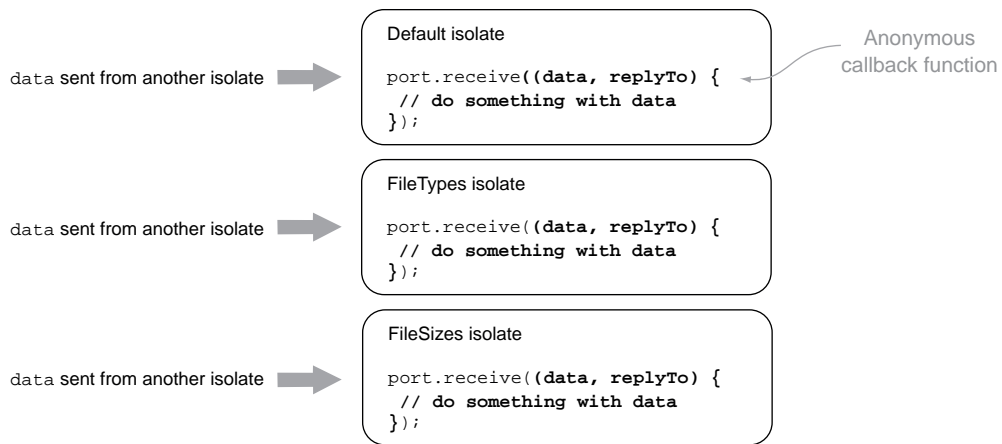 Default isolate
data sent from another isolate
port.receive((data, replyTo) {
// do something with data
});
Anonymous
callback function
FileTypes isolate
data sent from another isolate
port.receive((data, replyTo) {
// do something with data
});
FileSizes isolate
data sent from another isolate
port.receive((data, replyTo) {
// do something with data
});